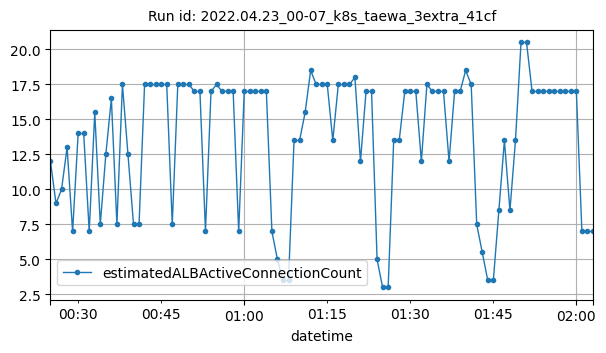 Run id: 2022.04.23_00-07_k8s_taewa_3extra_41cf
20.0
17.5
15.0
12.5
10.0
7.5
5.0
2.5
estimatedALBActiveConnectionCount
00:30 00:45 01:00 01:15 01:30 01:45 02:00
datetime